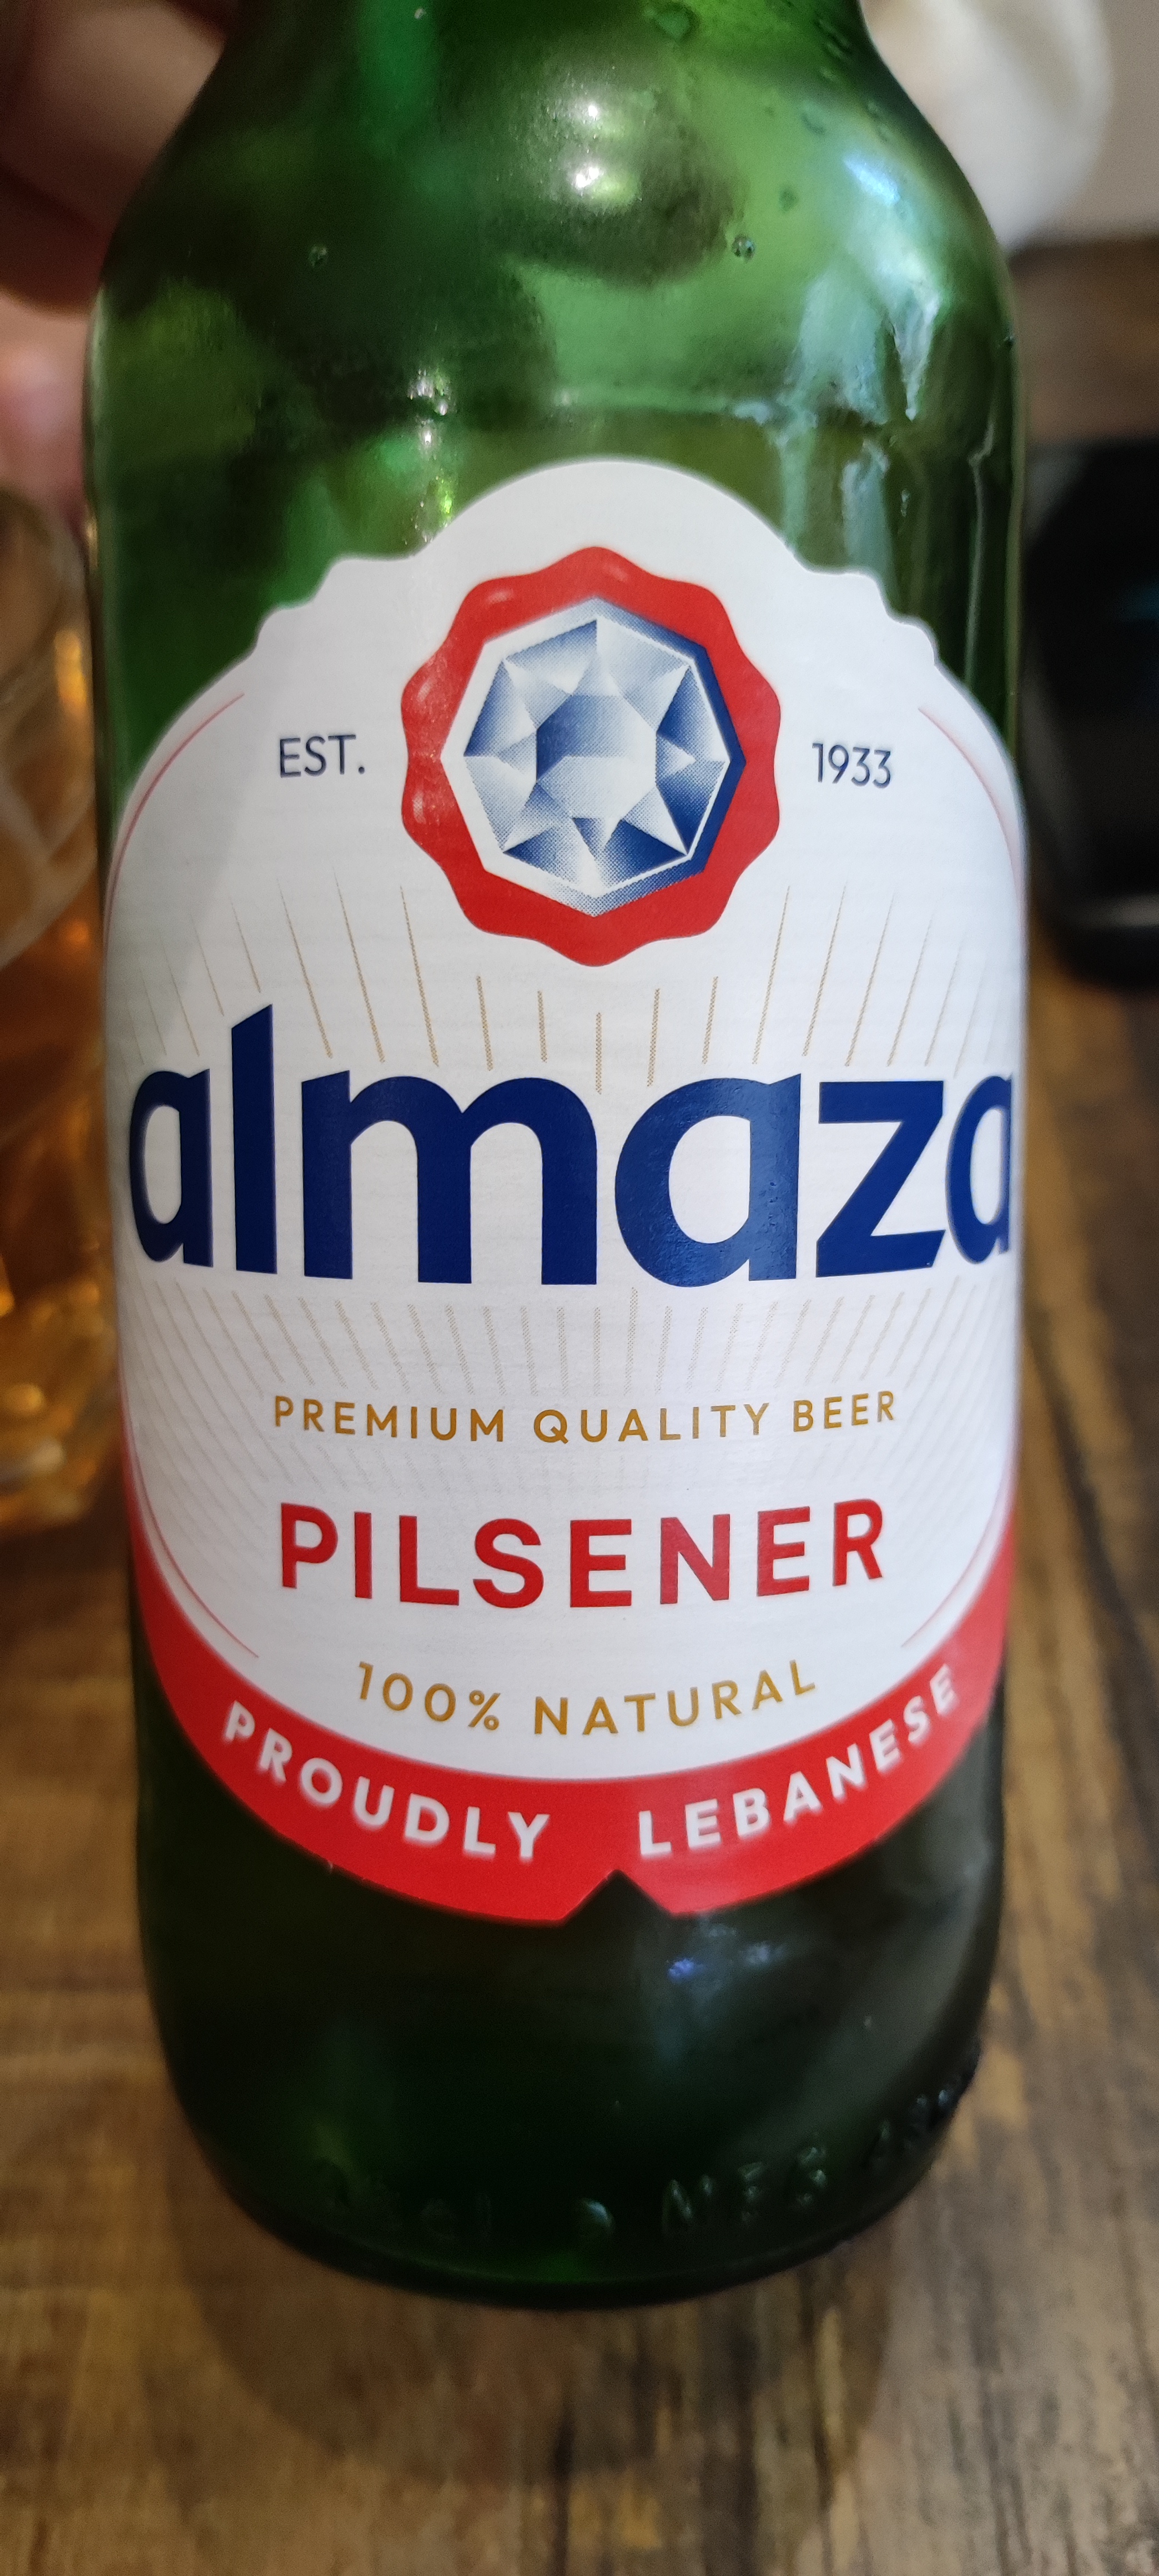 EST. 1933
almaza
PREMIUM QUALITY BEER
PILSENER
100% NATURAL
PROUDLY LEBANESE